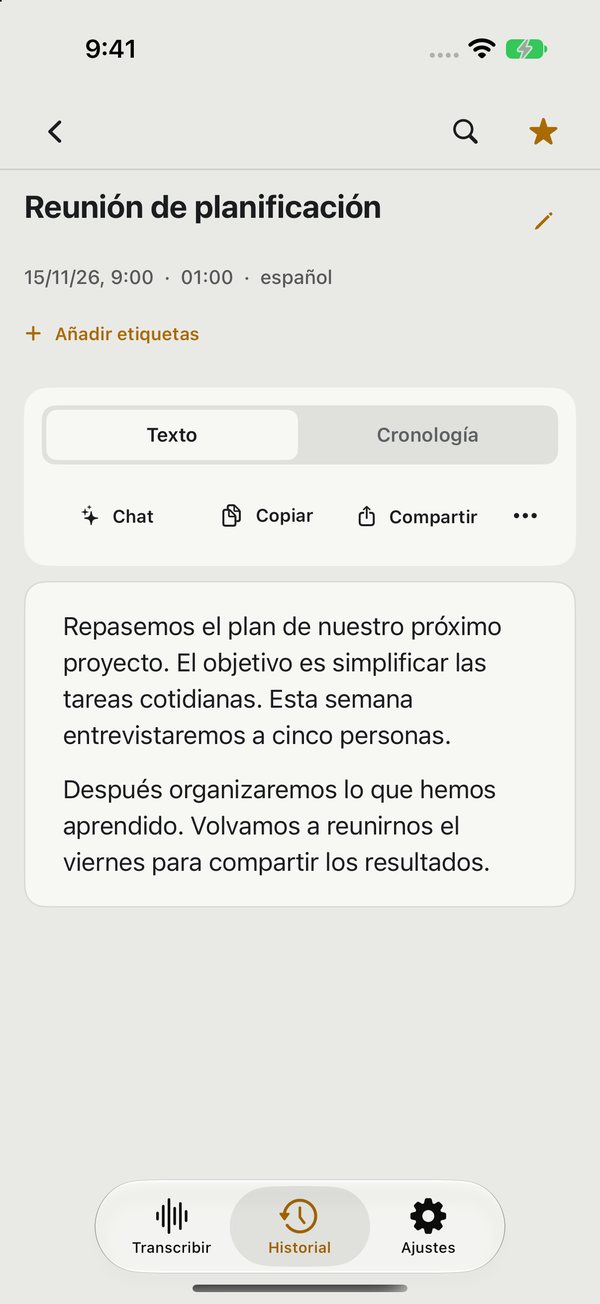 9:41
Reunión de planificación
15/11/26, 9:00 · 01:00 · español
+ Añadir etiquetas
Texto Cronología
Chat Copiar Compartir
Repasemos el plan de nuestro próximo
proyecto. El objetivo es simplificar las
tareas cotidianas. Esta semana
entrevistaremos a cinco personas.
Después organizaremos lo que hemos
aprendido. Volvamos a reunirnos el
viernes para compartir los resultados.
Transcribir Historial Ajustes